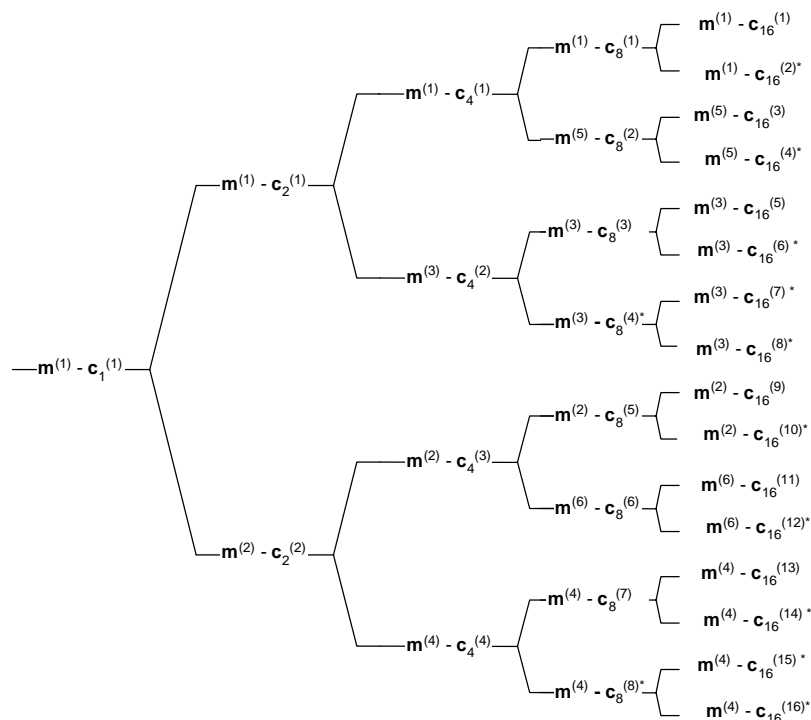 m(1) - c16(1)
m(1) - c8(1)
m(1) - c16(2)*
m(1) - c4(1)
m(5) - c16(3)
m(5) - c8(2)
m(5) - c16(4)*
m(1) - c2(1)
m(3) - c16(5)
m(3) - c8(3)
m(3) - c16(6) *
m(3) - c4(2)
m(3) - c16(7) *
m(3) - c8(4)*
m(3) - c16(8)*
m(1) - c1(1)
m(2) - c16(9)
m(2) - c8(5)
m(2) - c16(10)*
m(2) - c4(3)
m(6) - c16(11)
m(6) - c8(6)
m(6) - c16(12)*
m(2) - c2(2)
m(4) - c16(13)
m(4) - c8(7)
m(4) - c16(14)*
m(4) - c4(4)
m(4) - c16(15) *
m(4) - c8(8)*
m(4) - c16(16)*